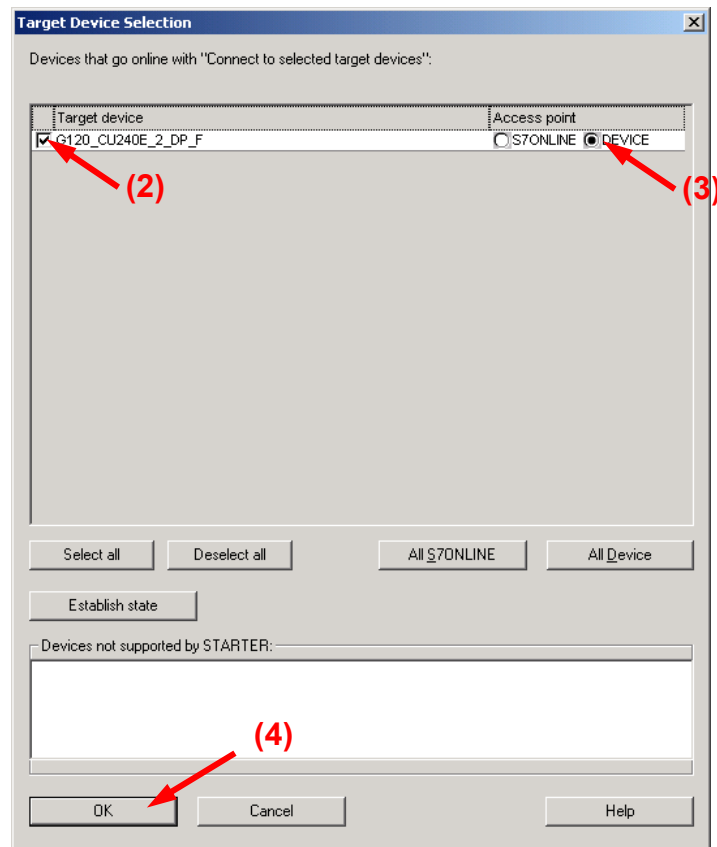 Target Device Selection
Devices that go online with "Connect to selected target devices":
Target device Access point
G120_CU240E_2_DP_F S7ONLINE DEVICE
(2) (3)
Select all Deselect all All S7ONLINE All Device
Establish state
Devices not supported by STARTER:
(4)
OK Cancel Help